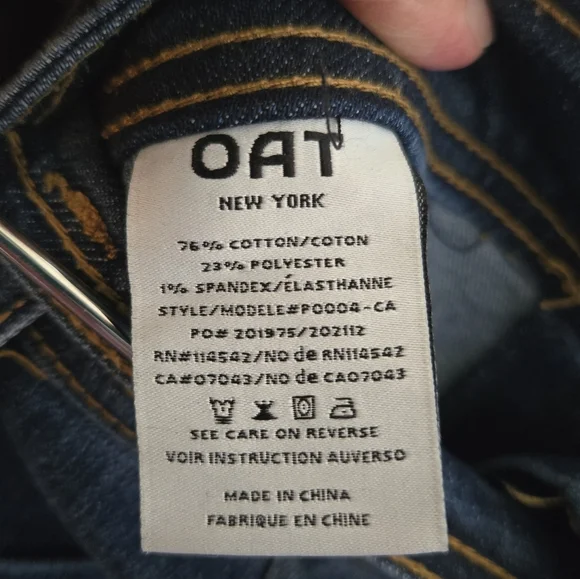 OAT
NEW YORK
76% COTTON/COTON
23% POLYESTER
1% SPANDEX/ÉLASTHANNE
STYLE/MODELE#P0004-CA
PO# 201975/202112
RN#114542/NO de RN114542
CA#07043/NO de CA07043
SEE CARE ON REVERSE
VOIR INSTRUCTION AUVERSO
MADE IN CHINA
FABRIQUE EN CHINE